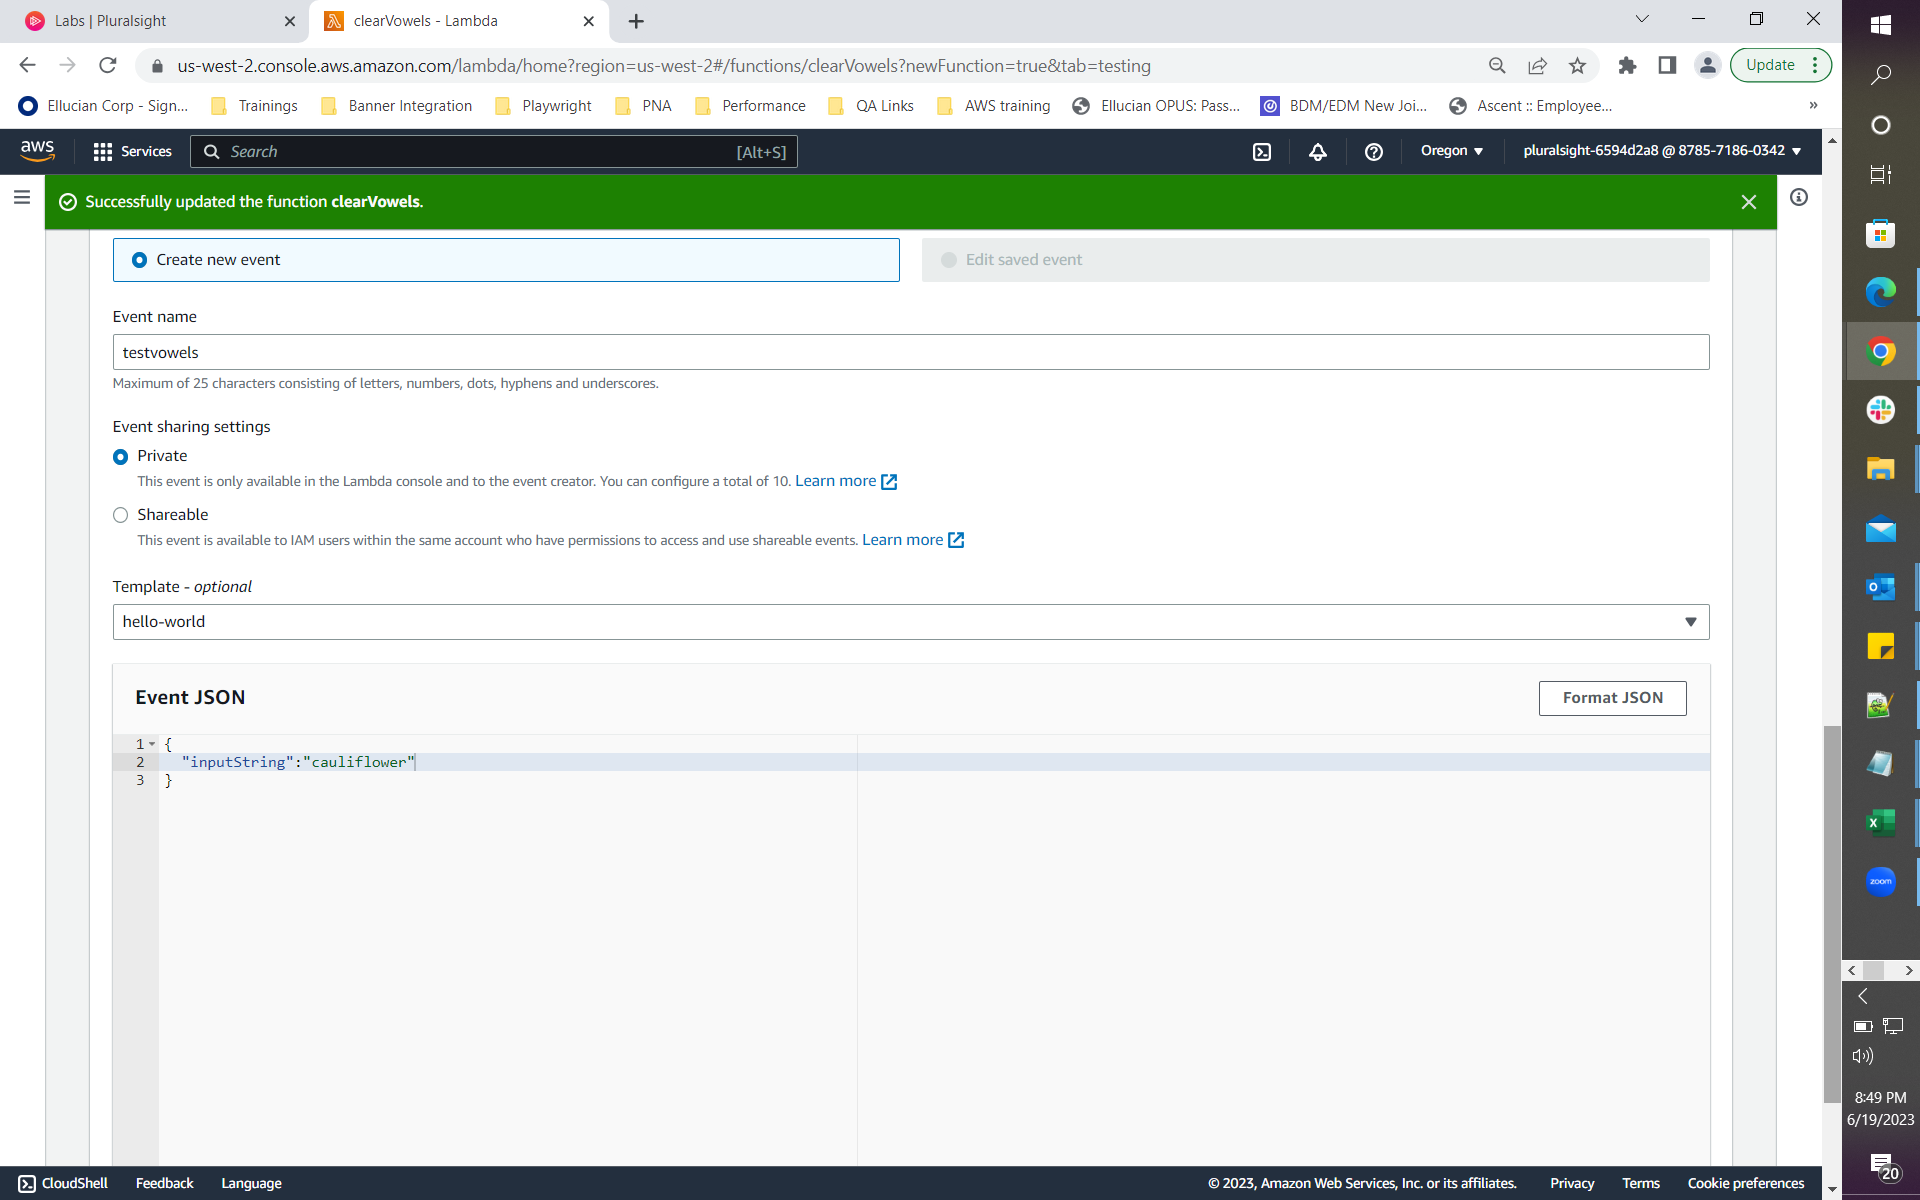 Labs | Pluralsight
clearVowels - Lambda
us-west-2.console.aws.amazon.com/lambda/home?region=us-west-2#/functions/clearVowels?newFunction=true&tab=testing
Update
Ellucian Corp - Sign...
Trainings
Banner Integration
Playwright
PNA
Performance
QA Links
AWS training
Ellucian OPUS: Pass...
BDM/EDM New Joi...
Ascent :: Employee...
»
aws
Services
Search
[Alt+S]
Oregon
pluralsight-6594d2a8 @ 8785-7186-0342
Successfully updated the function clearVowels.
Create new event
Edit saved event
Event name
testvowels
Maximum of 25 characters consisting of letters, numbers, dots, hyphens and underscores.
Event sharing settings
Private
This event is only available in the Lambda console and to the event creator. You can configure a total of 10. Learn more
Shareable
This event is available to IAM users within the same account who have permissions to access and use shareable events. Learn more
Template - optional
hello-world
Event JSON
Format JSON
1 {
2 "inputString":"cauliflower"
3 }
zoom
8:49 PM
6/19/2023
20
CloudShell
Feedback
Language
© 2023, Amazon Web Services, Inc. or its affiliates.
Privacy
Terms
Cookie preferences